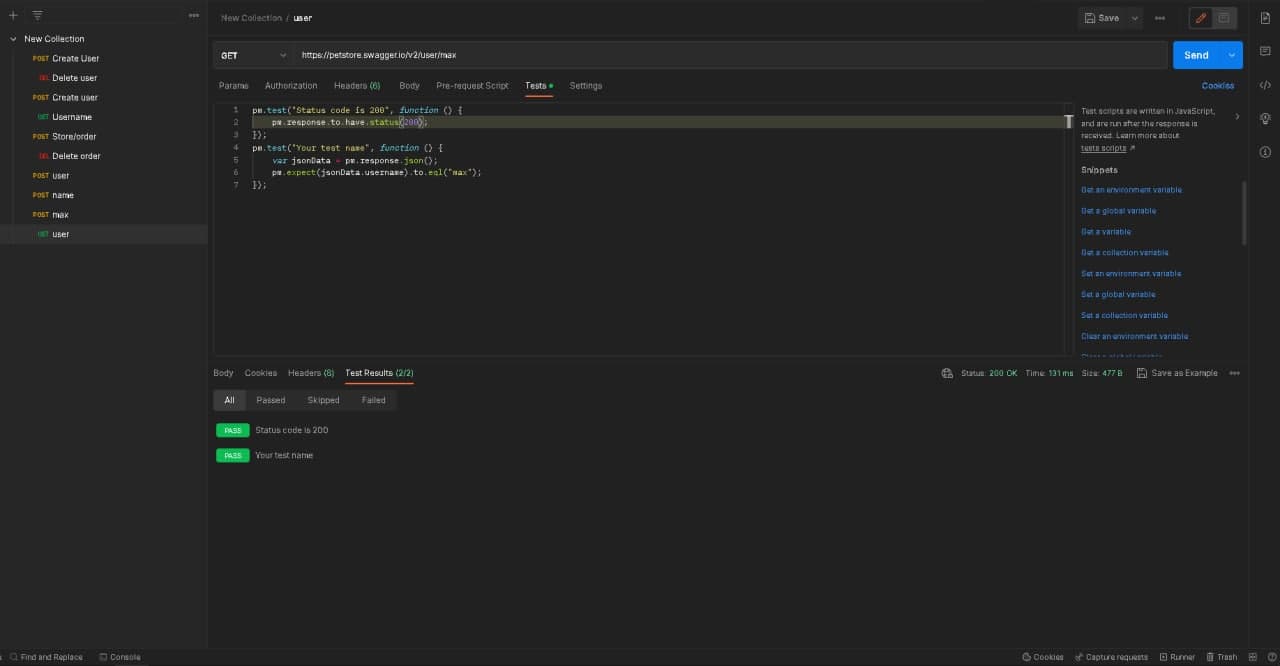 New Collection / user
Save
New Collection
POST Create User
DEL Delete user
POST Create user
GET Username
POST Store/order
DEL Delete order
POST user
POST name
POST max
GET user
GET https://petstore.swagger.io/v2/user/max
Send
Params Authorization Headers (6) Body Pre-request Script Tests Settings
Cookies
1 pm.test("Status code is 200", function () {
2 pm.response.to.have.status(200);
3 });
4 pm.test("Your test name", function () {
5 var jsonData = pm.response.json();
6 pm.expect(jsonData.username).to.eql("max");
7 });
Test scripts are written in JavaScript,
and are run after the response is
received. Learn more about
tests scripts ↗
Snippets
Get an environment variable
Get a global variable
Get a variable
Get a collection variable
Set an environment variable
Set a global variable
Set a collection variable
Clear an environment variable
Body Cookies Headers (8) Test Results (2/2)
Status: 200 OK Time: 131 ms Size: 477 B Save as Example
All Passed Skipped Failed
PASS Status code is 200
PASS Your test name
Find and Replace Console
Cookies Capture requests Runner Trash